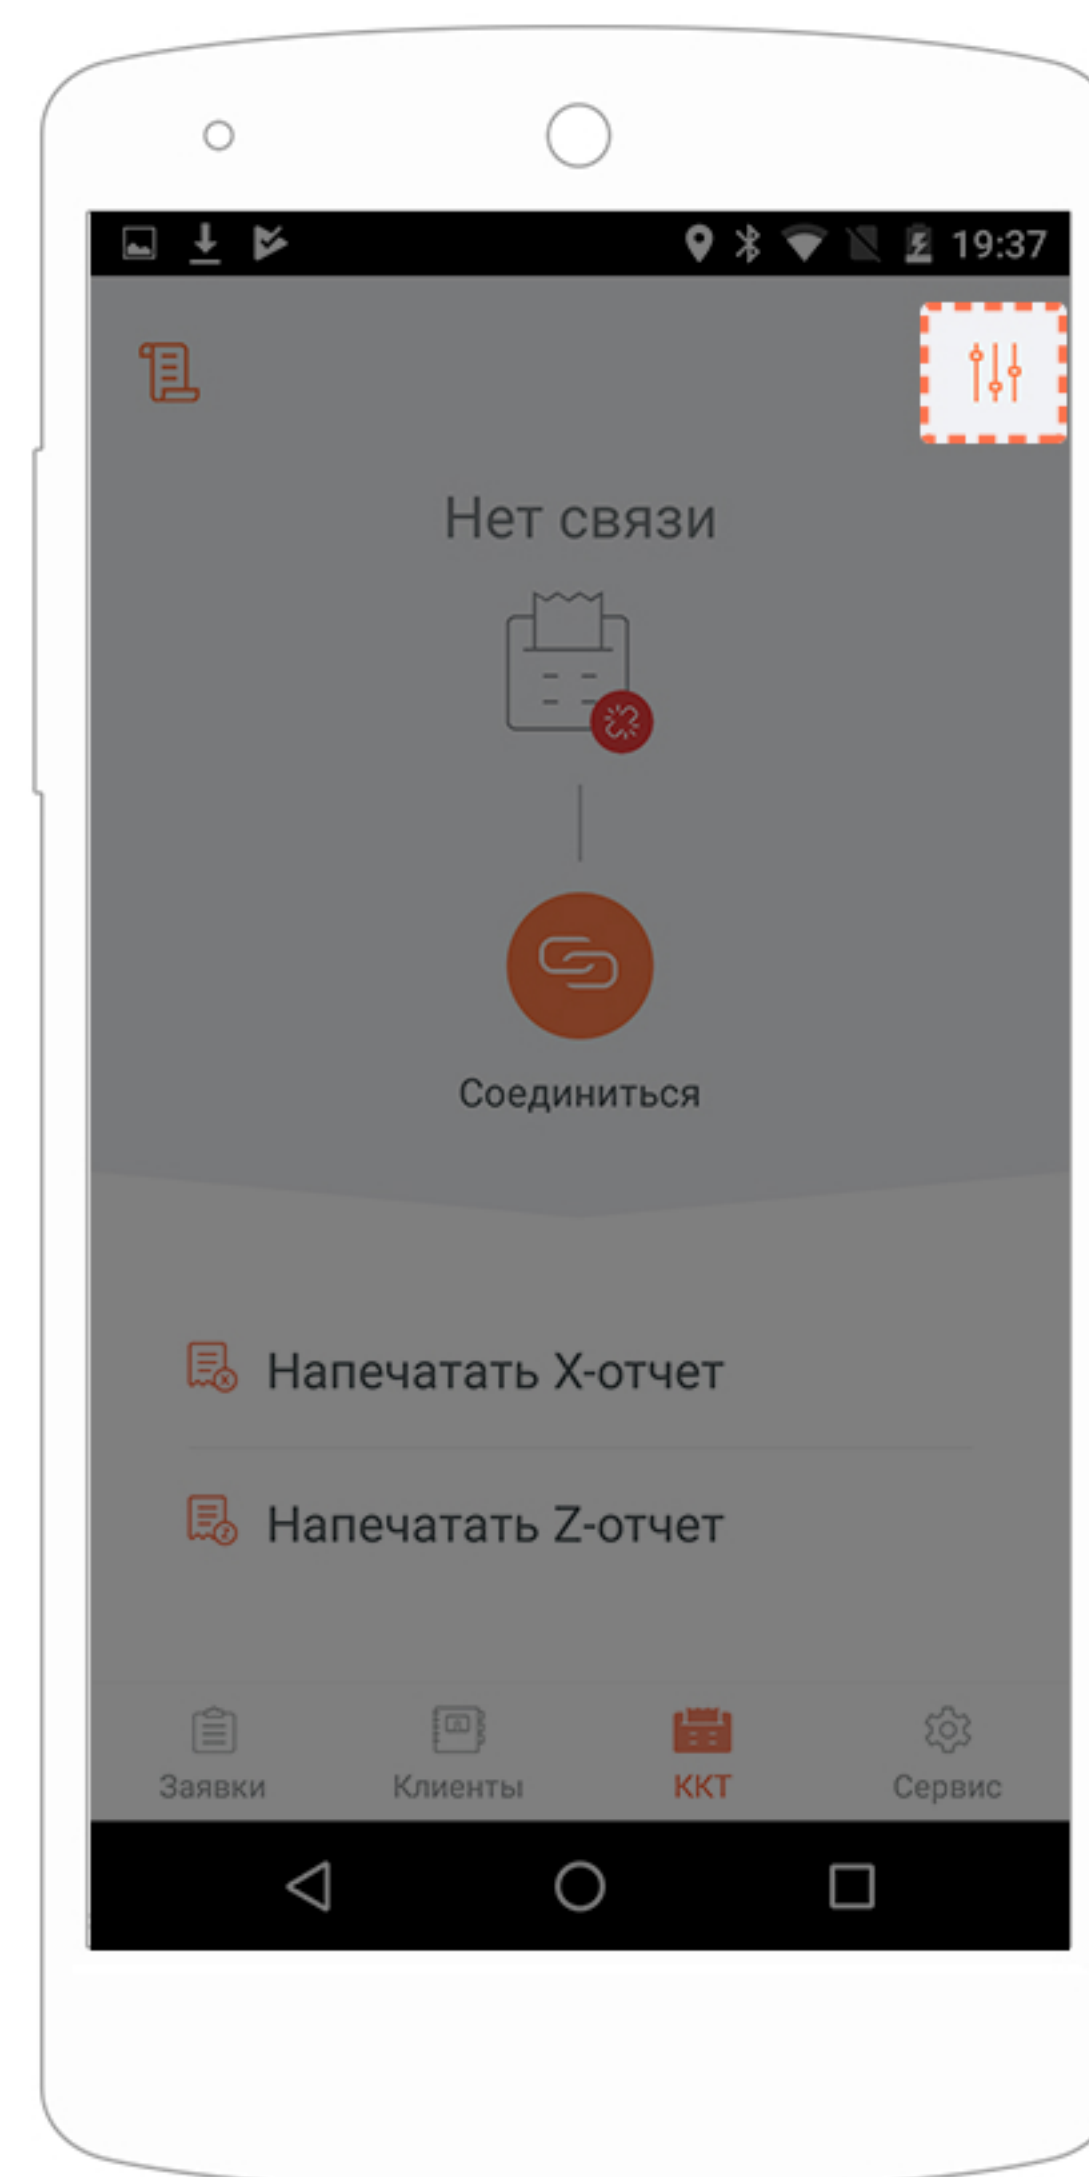 19:37
Нет связи
Соединиться
Напечатать X-отчет
Напечатать Z-отчет
Заявки
Клиенты
ККТ
Сервис